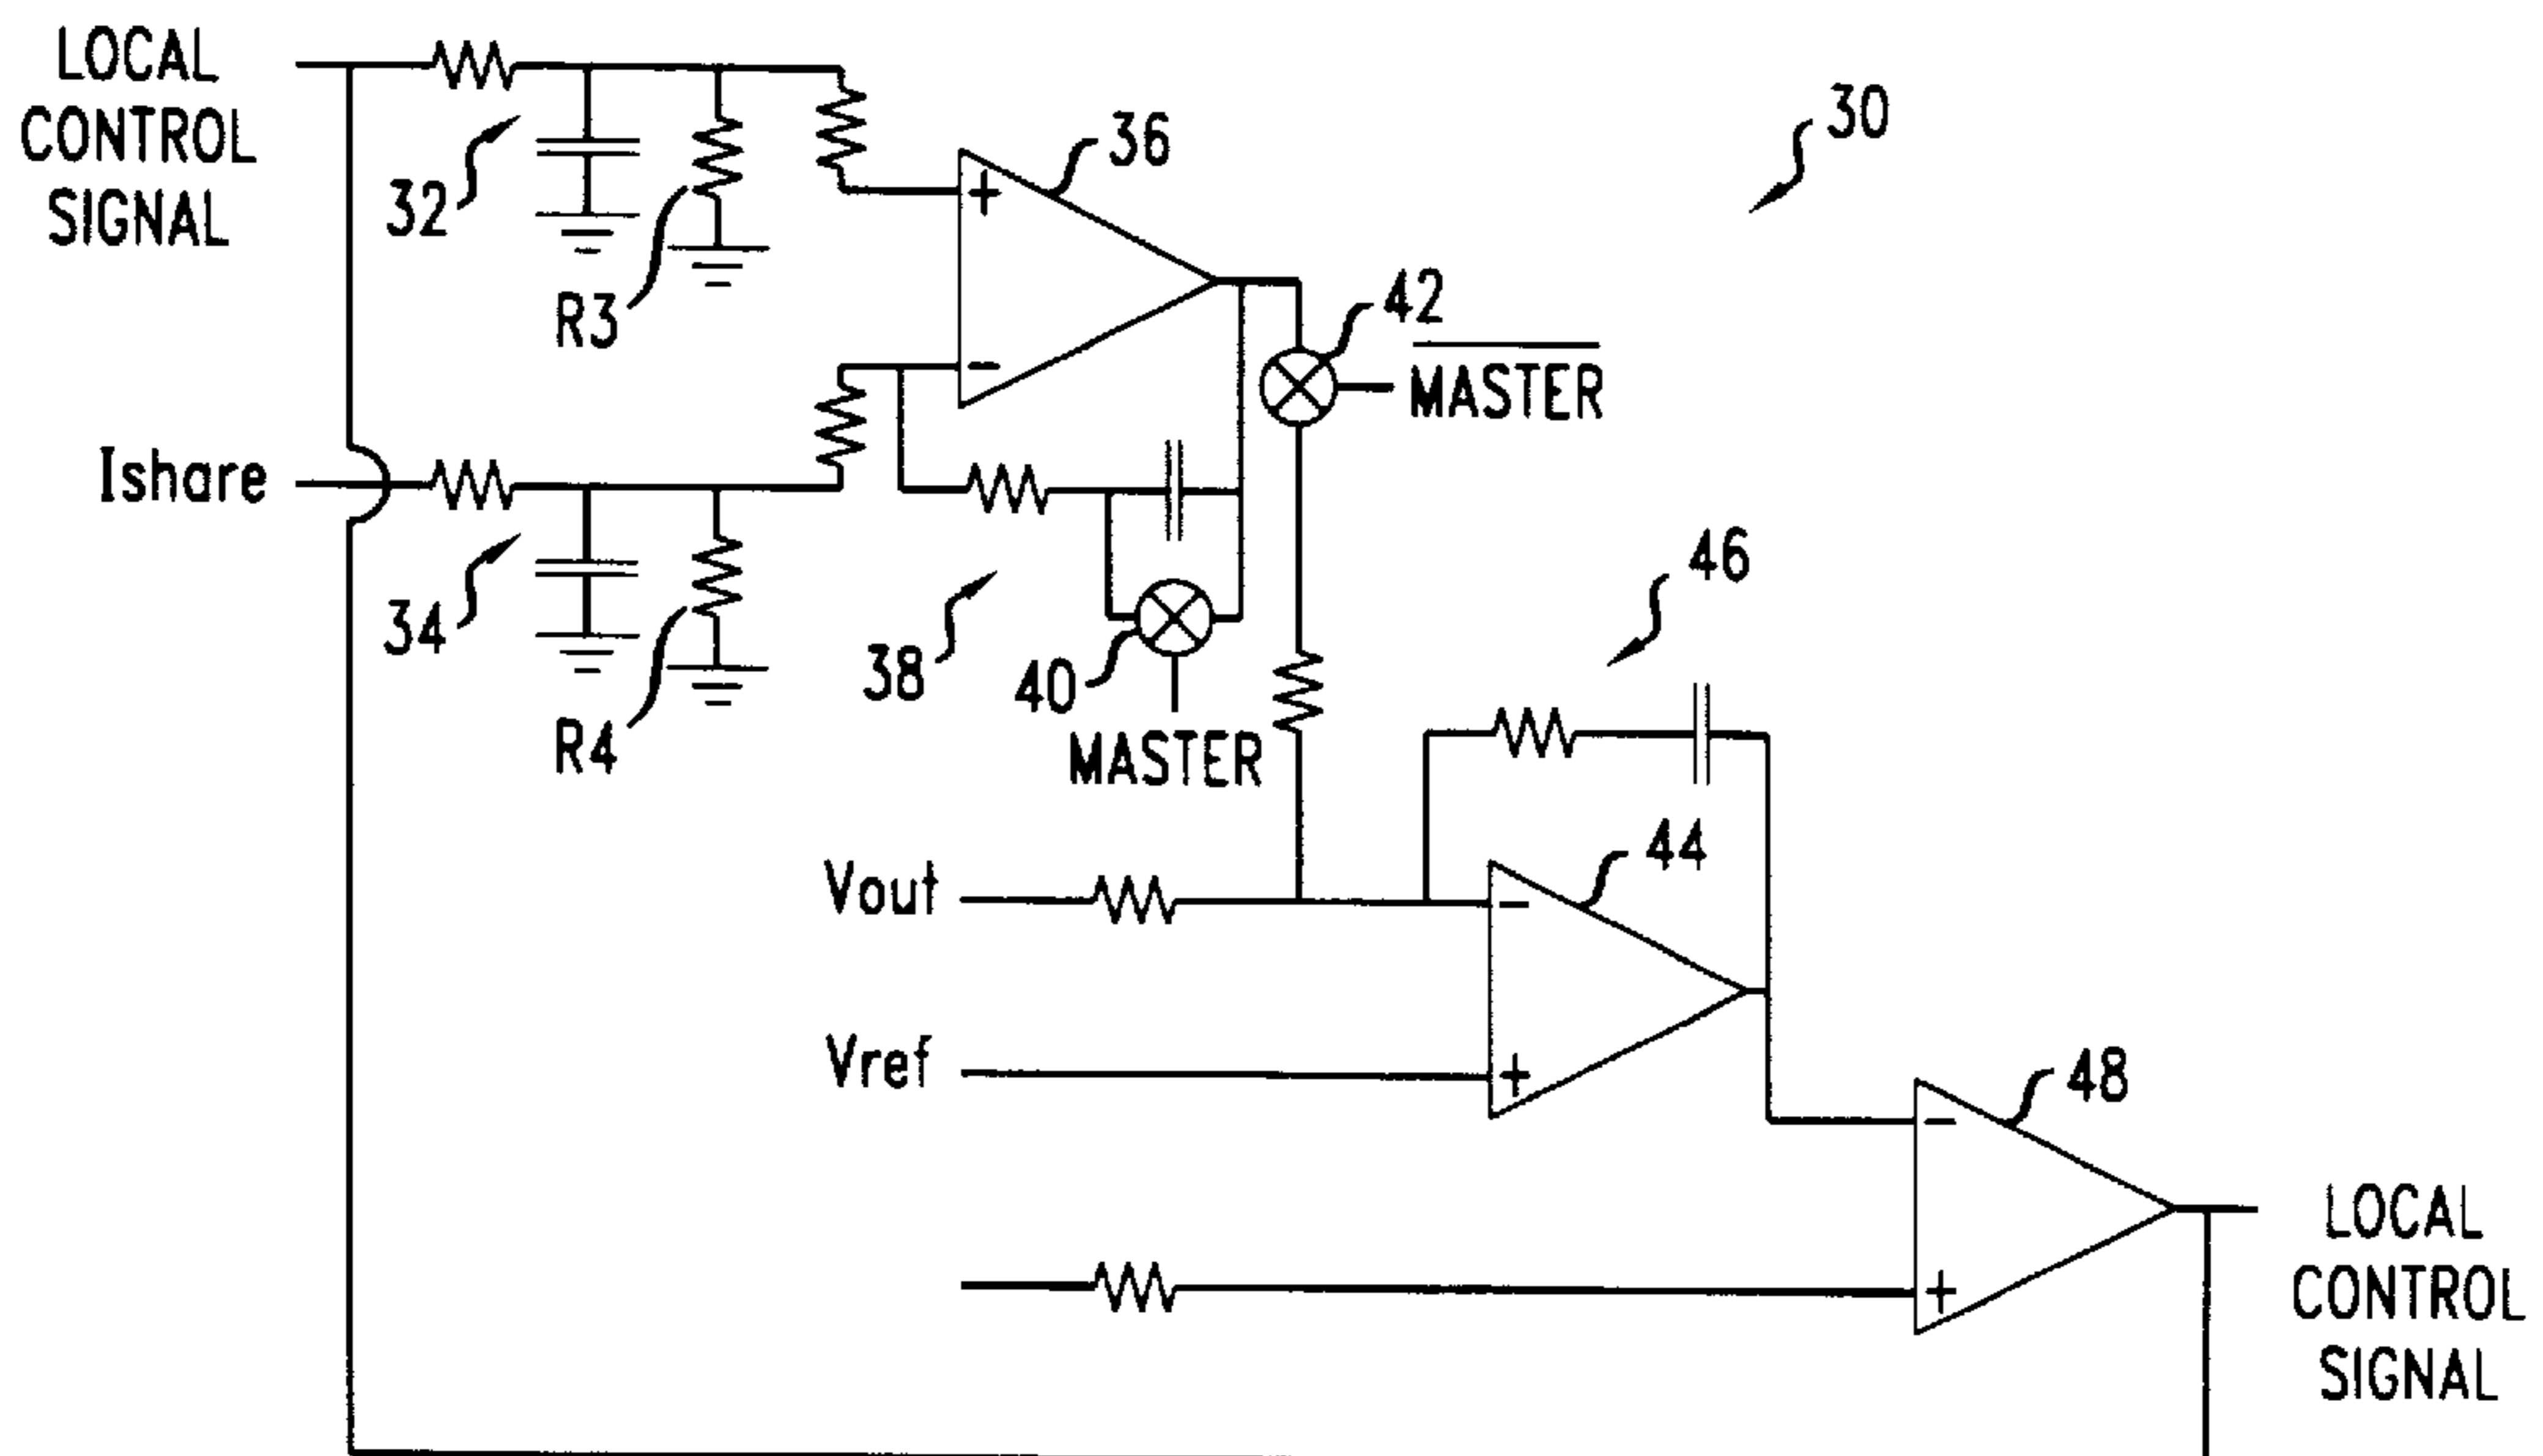 LOCAL
CONTROL
SIGNAL
32
R3
+
36
30
42
MASTER
−
Ishare
34
R4
38
40
MASTER
46
Vout
−
44
Vref
+
−
48
+
LOCAL
CONTROL
SIGNAL